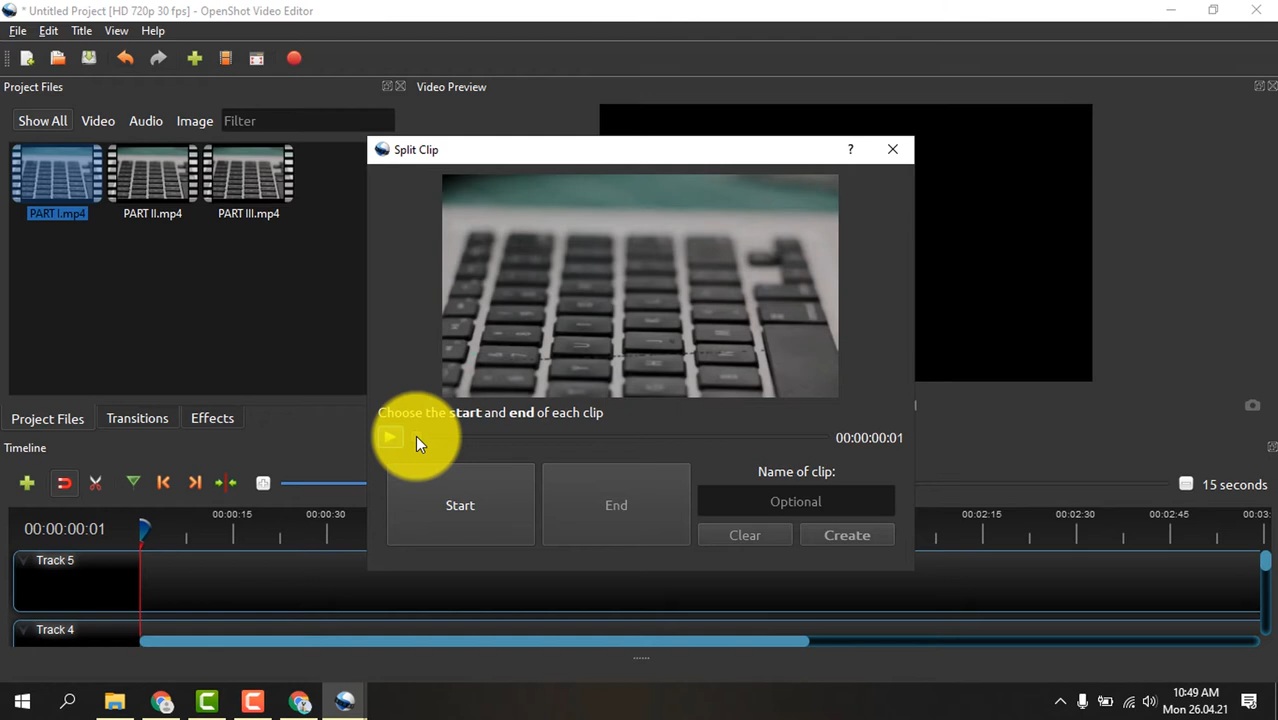 * Untitled Project [HD 720p 30 fps] - OpenShot Video Editor
File Edit Title View Help
Project Files
Video Preview
Show All Video Audio Image Filter
PART I.mp4 PART II.mp4 PART III.mp4
Split Clip
?
Choose the start and end of each clip
00:00:00:01
Start
End
Name of clip:
Optional
Clear
Create
Project Files Transitions Effects
Timeline
15 seconds
00:00:00:01
00:00:15 00:00:30 00:02:15 00:02:30 00:02:45 00:03:
Track 5
Track 4
10:49 AM
Mon 26.04.21